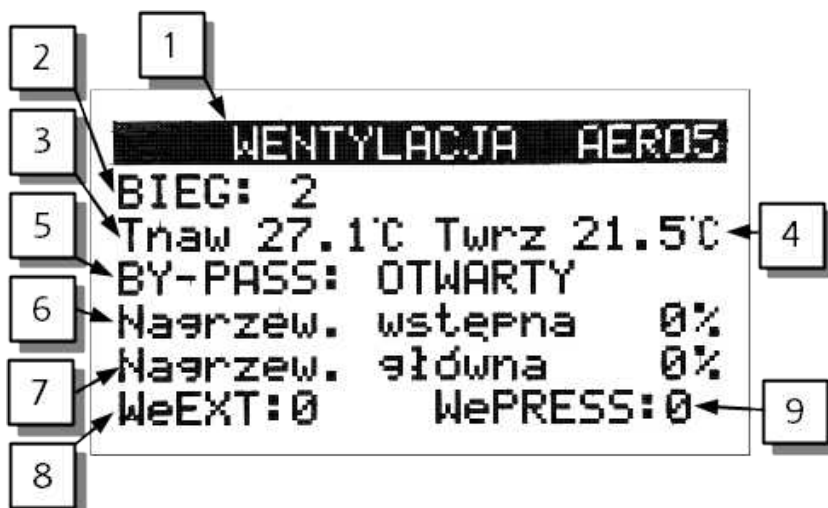 1
2
3
4
5
6
7
8
9
WENTYLACJA AERO5
BIEG: 2
Tnaw 27.1°C Twrz 21.5°C
BY-PASS: OTWARTY
Nagrzew. wstępna 0%
Nagrzew. główna 0%
WeEXT:0 WePRESS:0